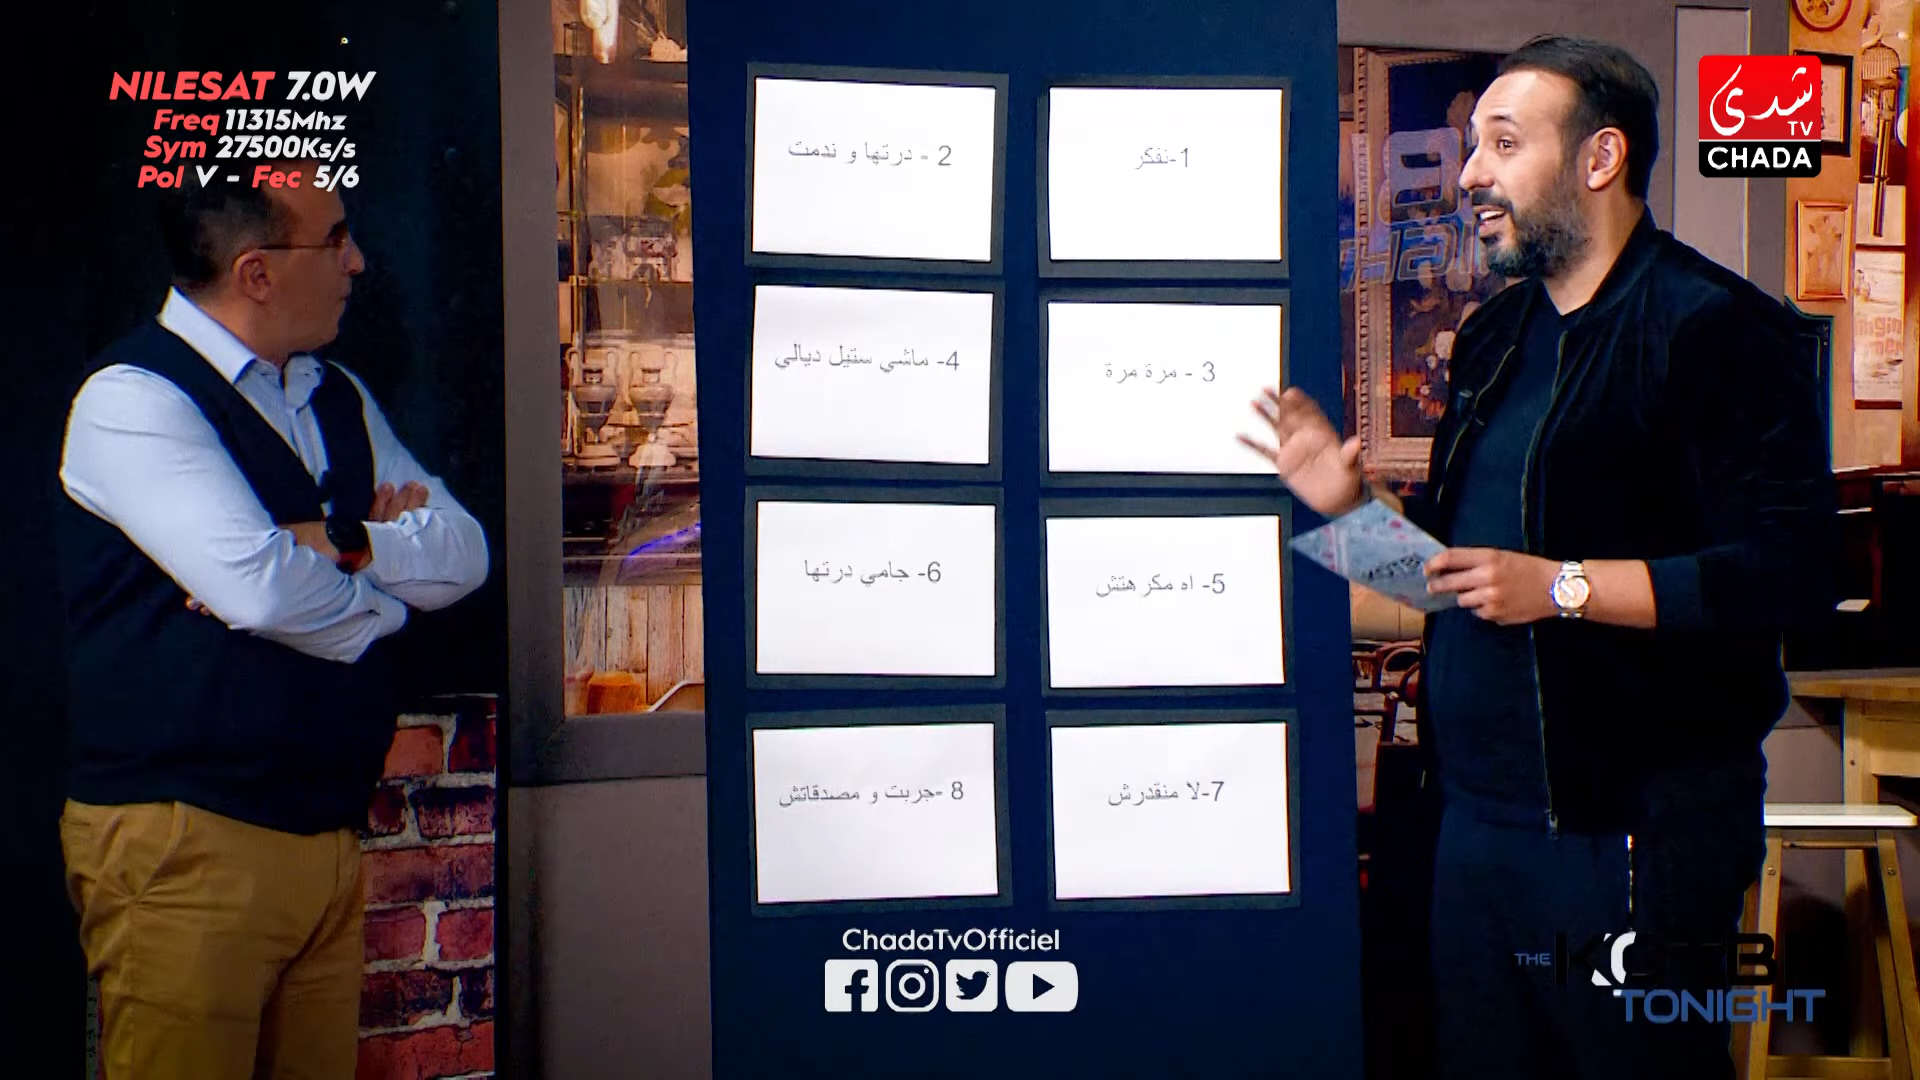 NILESAT 7.0W
Freq 11315Mhz
Sym 27500Ks/s
Pol V - Fec 5/6
شدى
TV
CHADA
1-نفكر
2 - درتها و ندمت
3 - مرة مرة
4- ماشي ستيل ديالي
5- اه مكرهتش
6- جامي درتها
7-لا منقدرش
8 -جربت و مصدقاتش
ChadaTvOfficiel
THE KOTBI
TONIGHT